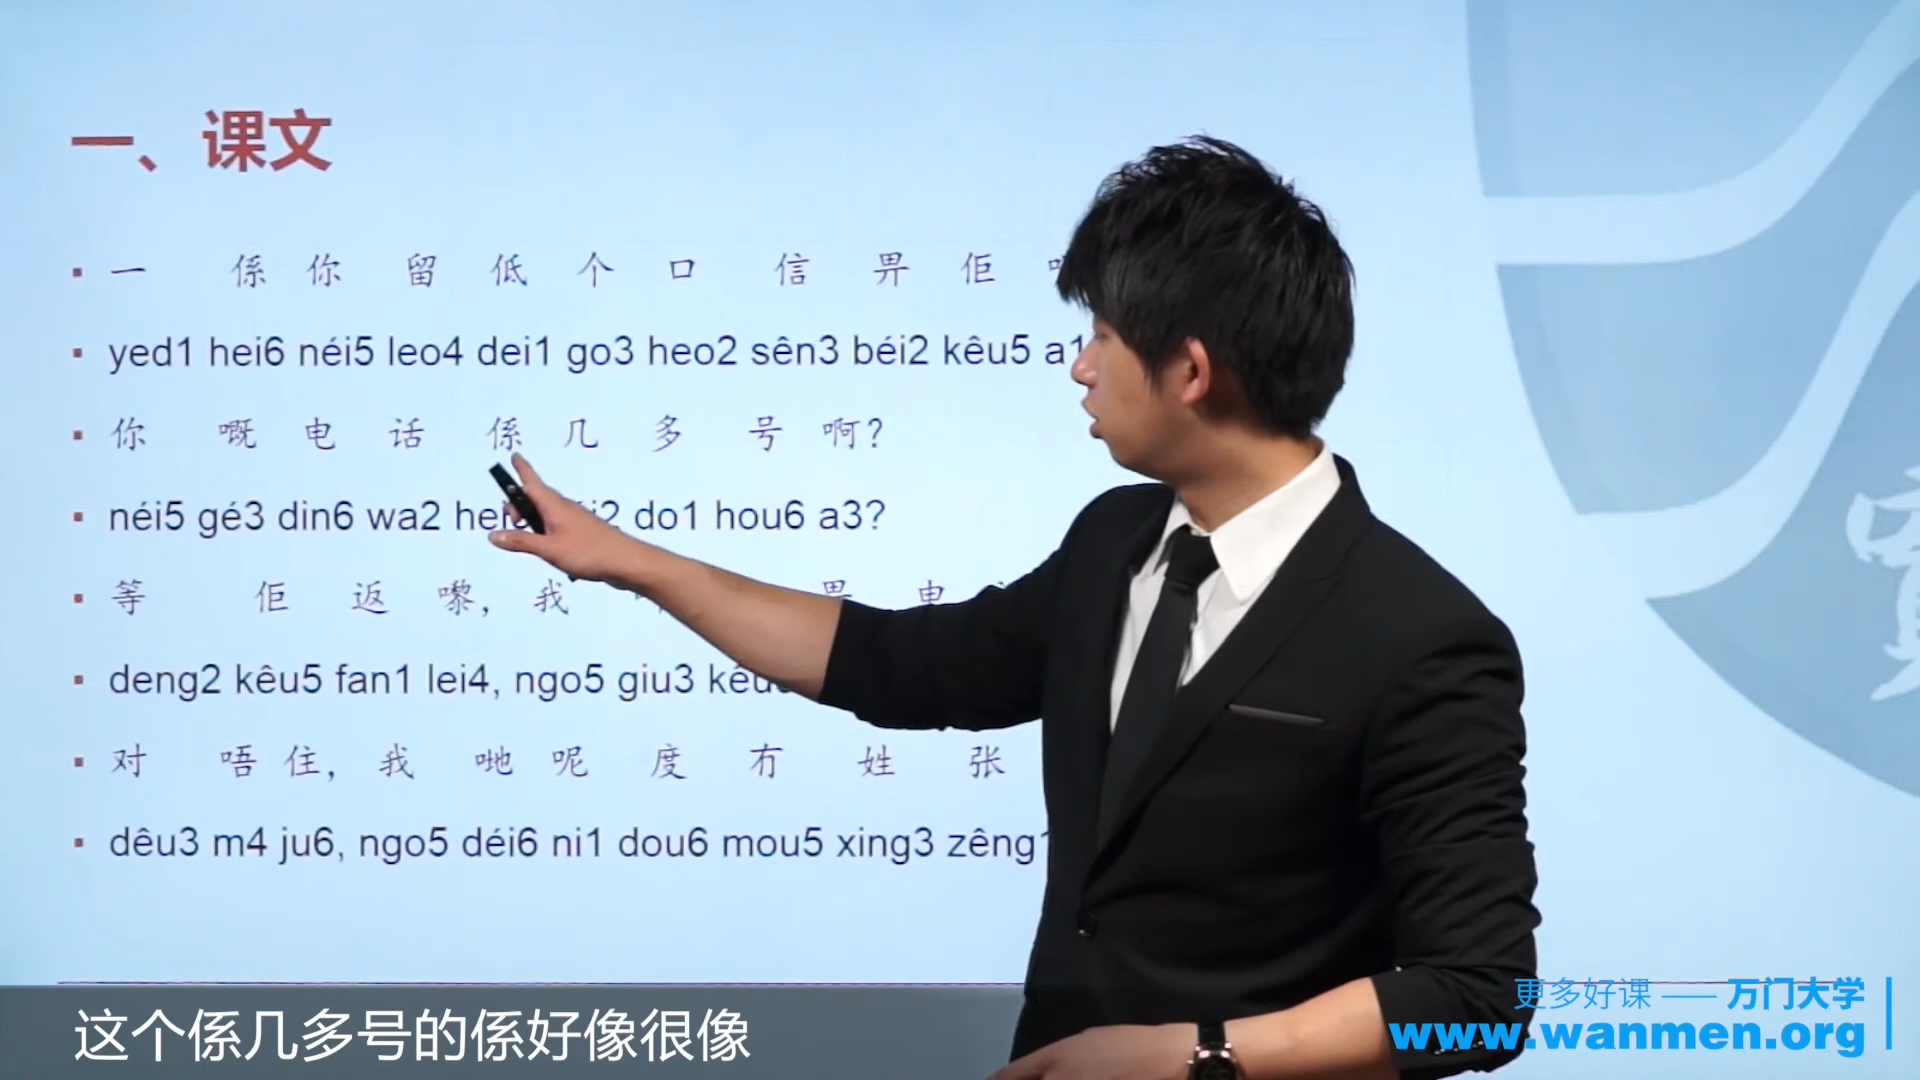 一、课文
一 係 你 留 低 个 口 信 畀 佢
yed1 hei6 néi5 leo4 dei1 go3 heo2 sên3 béi2 kêu5 a1
你 嘅 电 话 係 几 多 号 啊？
néi5 gé3 din6 wa2 do1 hou6 a3?
等 佢 返 嚟， 我 畀 电
deng2 kêu5 fan1 lei4, ngo5 giu3
对 唔 住， 我 哋 呢 度 冇 姓 张
dêu3 m4 ju6, ngo5 déi6 ni1 dou6 mou5 xing3 zêng1
这个係几多号的係好像很像
更多好课 —— 万门大学
www.wanmen.org